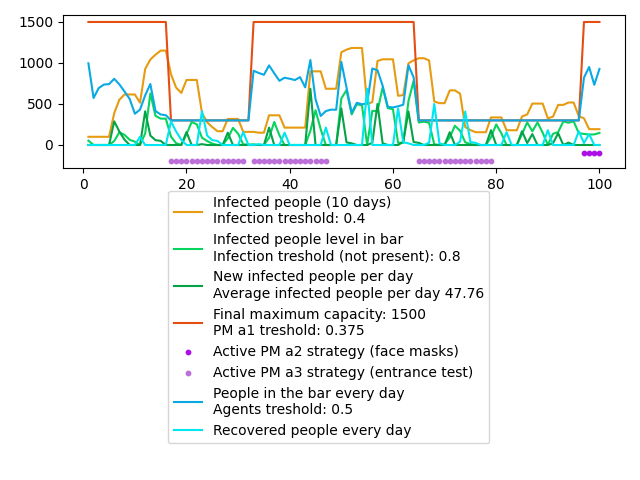 1500
1000
500
0
0 20 40 60 80 100
Infected people (10 days)
Infection treshold: 0.4
Infected people level in bar
Infection treshold (not present): 0.8
New infected people per day
Average infected people per day 47.76
Final maximum capacity: 1500
PM a1 treshold: 0.375
Active PM a2 strategy (face masks)
Active PM a3 strategy (entrance test)
People in the bar every day
Agents treshold: 0.5
Recovered people every day